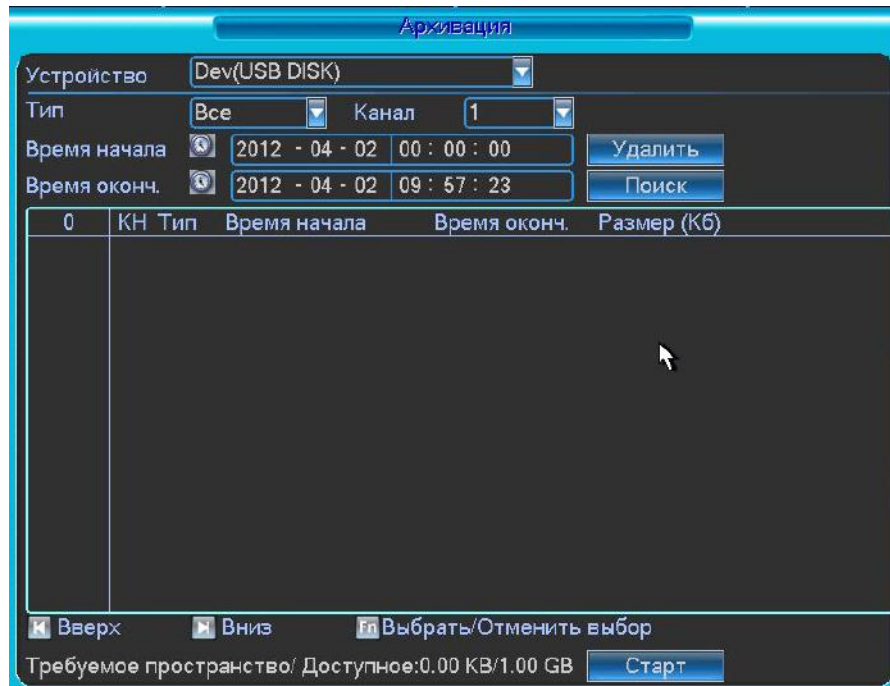 Архивация
Устройство Dev(USB DISK)
Тип Все Канал 1
Время начала 2012 - 04 - 02 00 : 00 : 00 Удалить
Время оконч. 2012 - 04 - 02 09 : 57 : 23 Поиск
0 КН Тип Время начала Время оконч. Размер (Кб)
Вверх Вниз Fn Выбрать/Отменить выбор
Требуемое пространство/ Доступное:0.00 KB/1.00 GB Старт